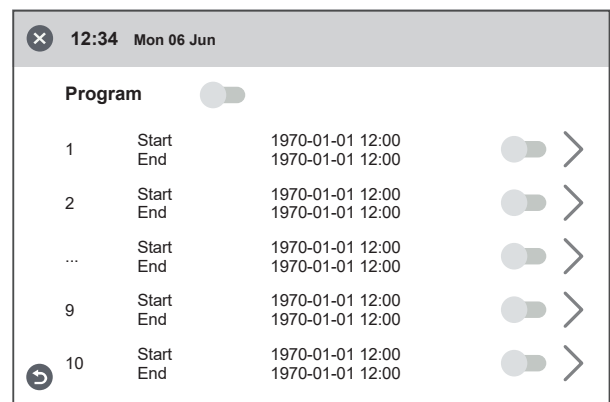 12:34 Mon 06 Jun
Program
1 Start 1970-01-01 12:00
End 1970-01-01 12:00
2 Start 1970-01-01 12:00
End 1970-01-01 12:00
... Start 1970-01-01 12:00
End 1970-01-01 12:00
9 Start 1970-01-01 12:00
End 1970-01-01 12:00
10 Start 1970-01-01 12:00
End 1970-01-01 12:00